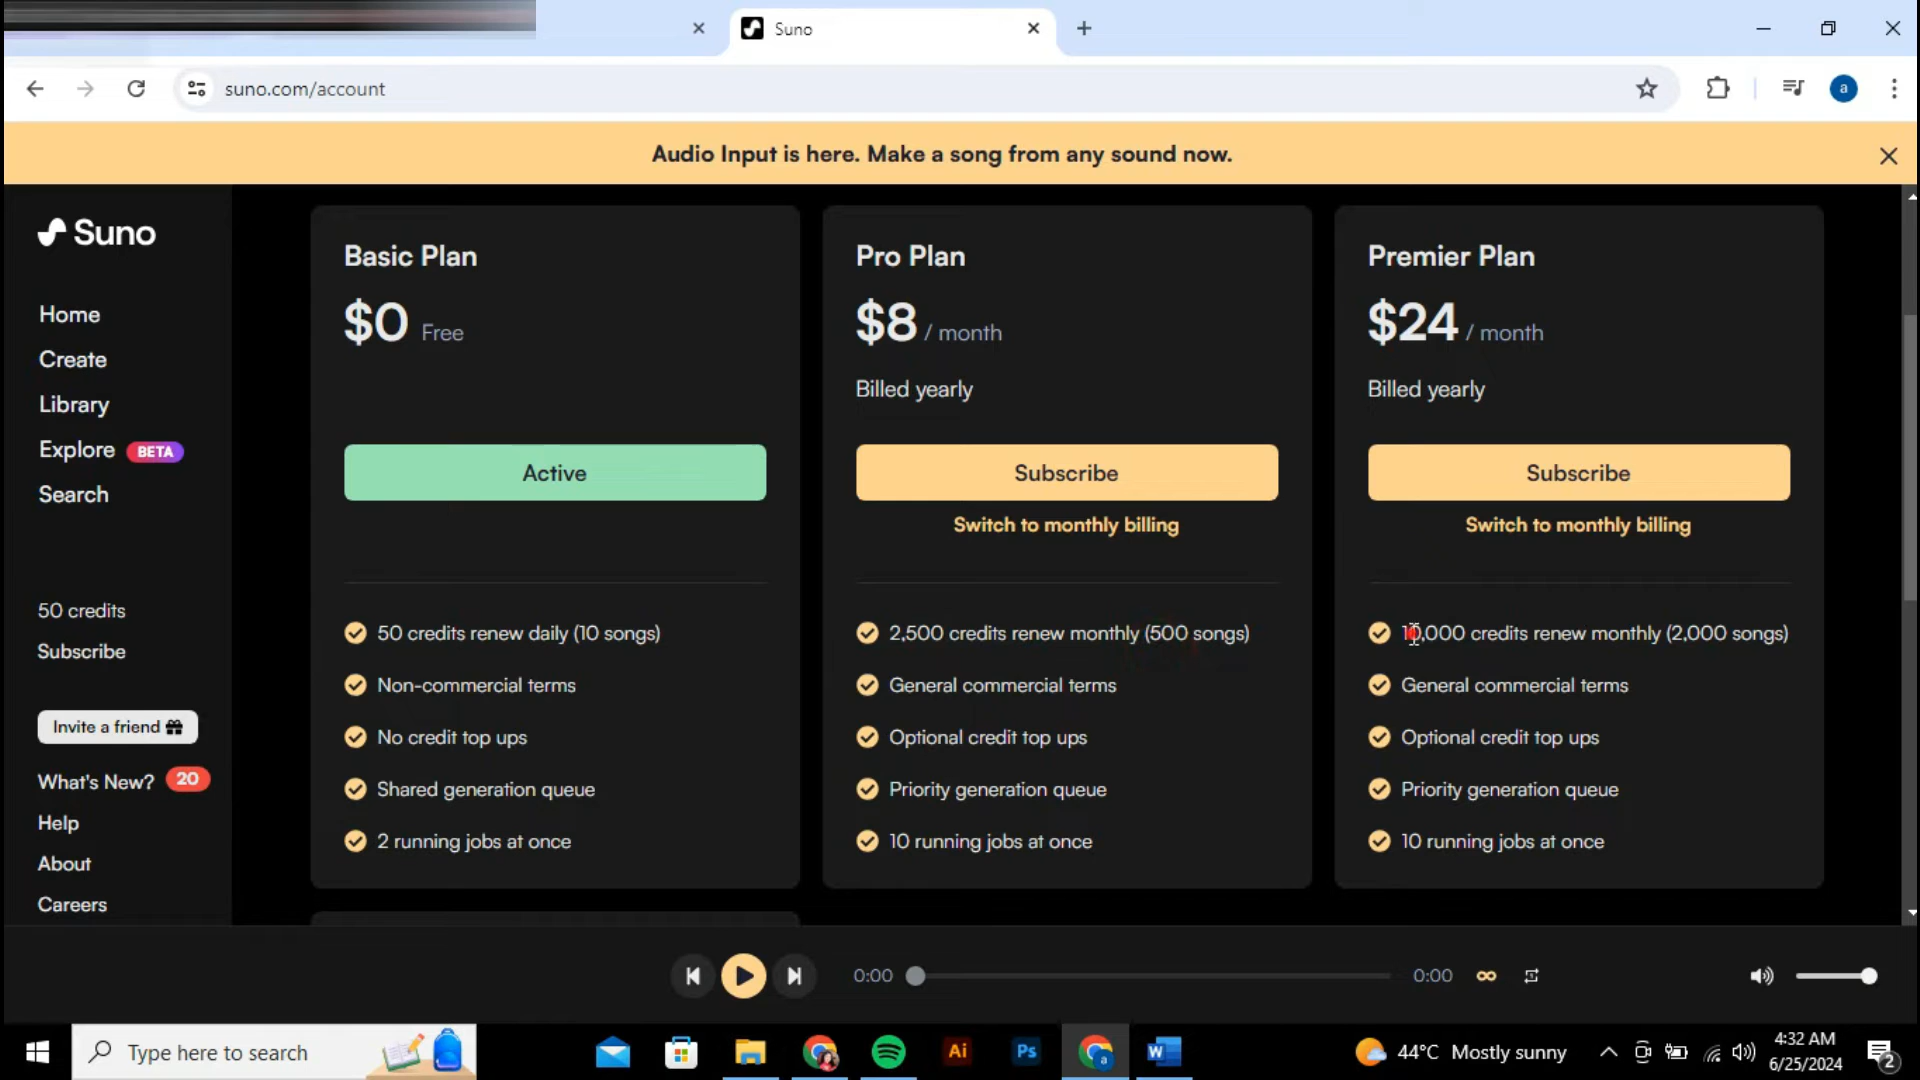 Suno
suno.com/account
a
Audio Input is here. Make a song from any sound now.
Suno
Home
Create
Library
Explore BETA
Search
50 credits
Subscribe
Invite a friend
What's New? 20
Help
About
Careers
Basic Plan
$0 Free
Active
50 credits renew daily (10 songs)
Non-commercial terms
No credit top ups
Shared generation queue
2 running jobs at once
Pro Plan
$8 / month
Billed yearly
Subscribe
Switch to monthly billing
2,500 credits renew monthly (500 songs)
General commercial terms
Optional credit top ups
Priority generation queue
10 running jobs at once
Premier Plan
$24 / month
Billed yearly
Subscribe
Switch to monthly billing
10,000 credits renew monthly (2,000 songs)
General commercial terms
Optional credit top ups
Priority generation queue
10 running jobs at once
0:00
0:00
Type here to search
Ai
Ps
a
W
44°C Mostly sunny
4:32 AM
6/25/2024
2